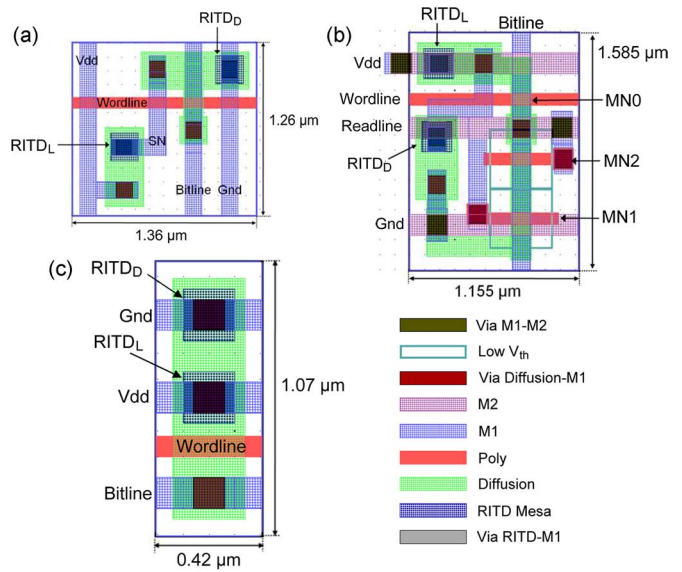 (a)
RITD_D
Vdd
Wordline
RITD_L
SN
Bitline
Gnd
1.26 µm
1.36 µm
(b)
RITD_L
Bitline
1.585 µm
Vdd
Wordline
MN0
Readline
RITD_D
MN2
Gnd
MN1
1.155 µm
(c)
RITD_D
Gnd
RITD_L
Vdd
1.07 µm
Wordline
Bitline
0.42 µm
Via M1-M2
Low V_th
Via Diffusion-M1
M2
M1
Poly
Diffusion
RITD Mesa
Via RITD-M1